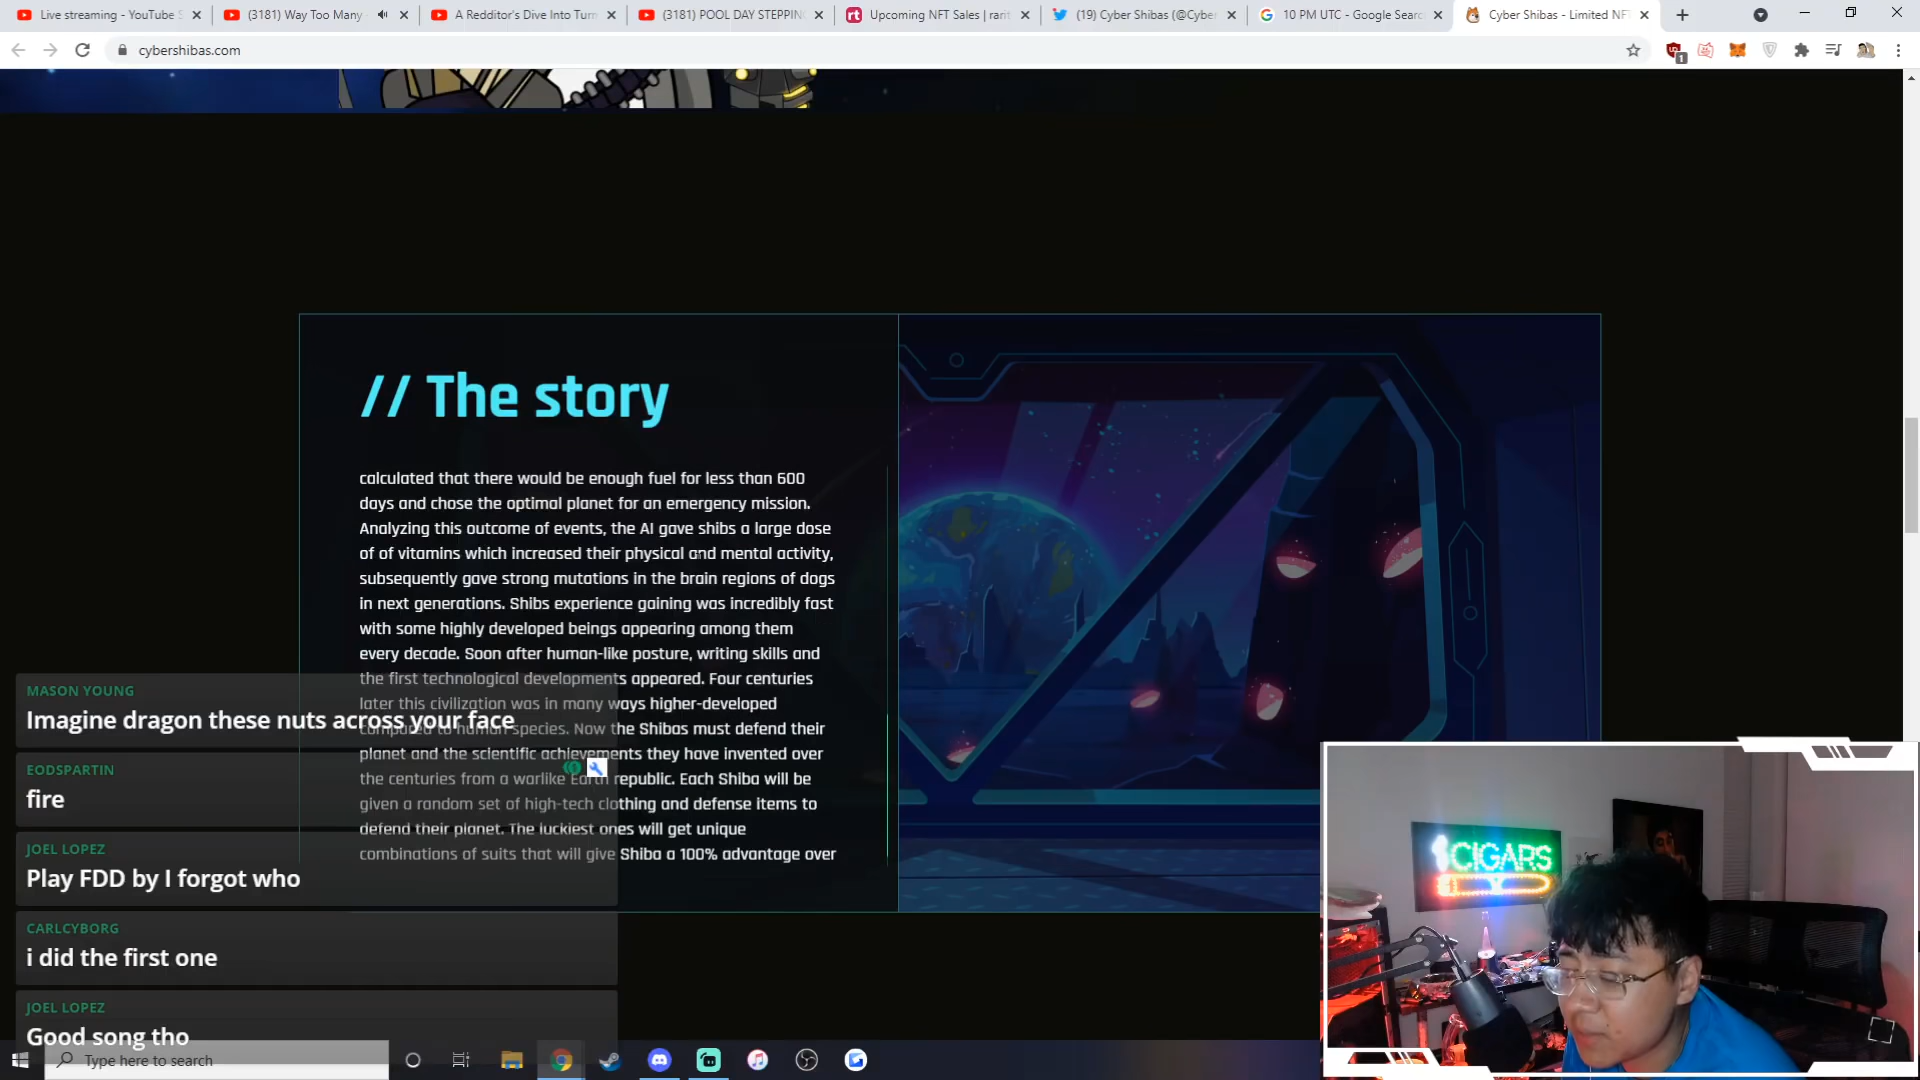 Live streaming - YouTube S
(3181) Way Too Many
A Redditor's Dive Into Turn
(3181) POOL DAY STEPPIN
Upcoming NFT Sales | rarit
(19) Cyber Shibas (@Cybe
10 PM UTC - Google Searc
Cyber Shibas - Limited NF
cybershibas.com
// The story
calculated that there would be enough fuel for less than 600
days and chose the optimal planet for an emergency mission.
Analyzing this outcome of events, the AI gave shibs a large dose
of of vitamins which increased their physical and mental activity,
subsequently gave strong mutations in the brain regions of dogs
in next generations. Shibs experience gaining was incredibly fast
with some highly developed beings appearing among them
every decade. Soon after human-like posture, writing skills and
the first technological developments appeared. Four centuries
later this civilization was in many ways higher-developed
compared to human species. Now the Shibas must defend their
planet and the scientific achievements they have invented over
the centuries from a warlike Earth republic. Each Shiba will be
given a random set of high-tech clothing and defense items to
defend their planet. The luckiest ones will get unique
combinations of suits that will give Shiba a 100% advantage over
MASON YOUNG
Imagine dragon these nuts across your face
EODSPARTIN
fire
JOEL LOPEZ
Play FDD by I forgot who
CARLCYBORG
i did the first one
JOEL LOPEZ
Good song tho
CIGARS
Type here to search